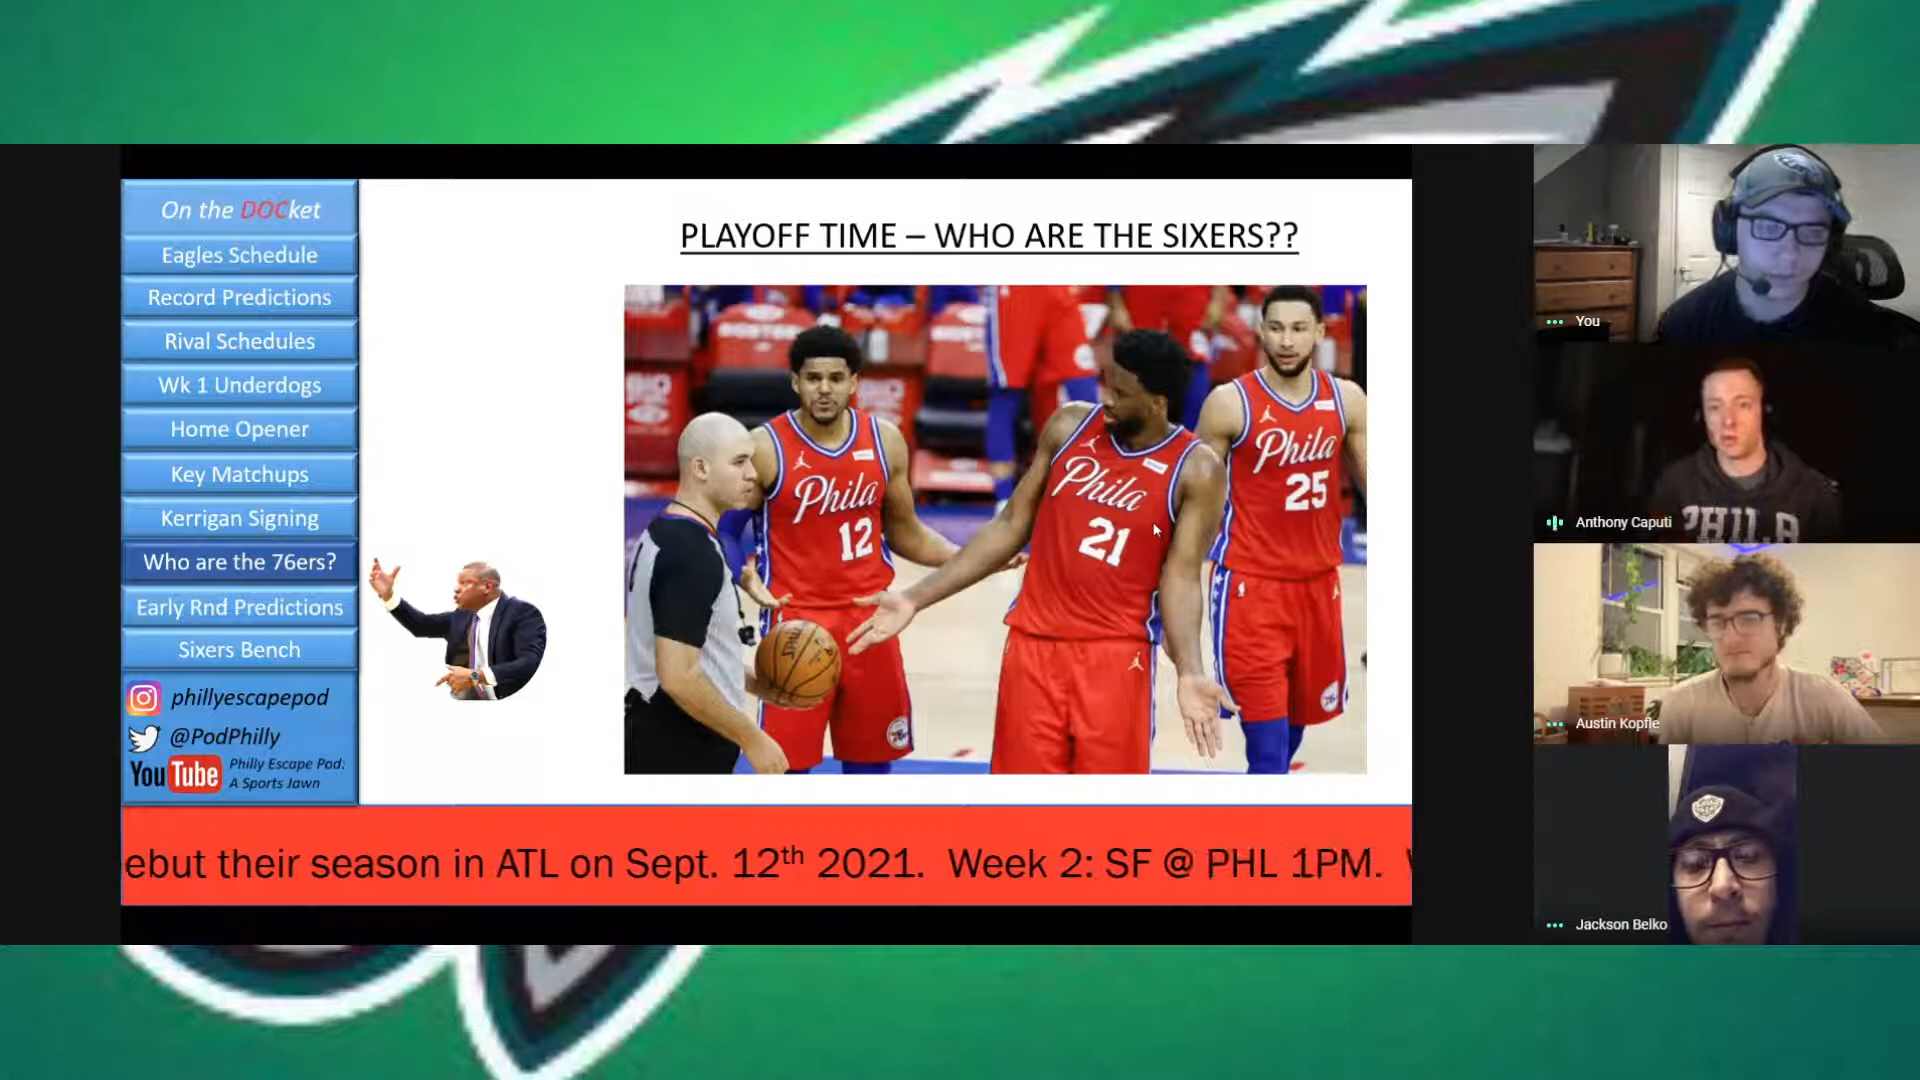 On the DOCket
Eagles Schedule
Record Predictions
Rival Schedules
Wk 1 Underdogs
Home Opener
Key Matchups
Kerrigan Signing
Who are the 76ers?
Early Rnd Predictions
Sixers Bench
phillyescapepod
@PodPhilly
YouTube Philly Escape Pod:
A Sports Jawn
PLAYOFF TIME – WHO ARE THE SIXERS??
Phila
12
Phila
21
Phila
25
ebut their season in ATL on Sept. 12th 2021. Week 2: SF @ PHL 1PM.
You
Anthony Caputi
PHILA
Austin Kopfle
Jackson Belko